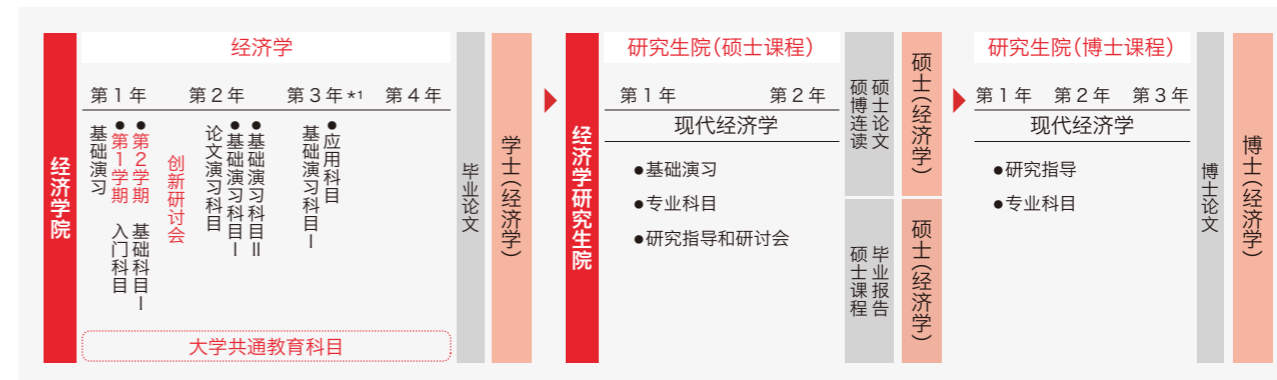 经济学院
经济学
第1年
第2年
第3年*1
第4年
●第2学期 基础科目Ⅰ
●第1学期 入门科目
基础演习
创新研讨会
●基础演习科目Ⅱ
●基础演习科目Ⅰ
论文演习科目
●应用科目
基础演习科目Ⅰ
大学共通教育科目
毕业论文
学士(经济学)
经济学研究生院
研究生院(硕士课程)
第1年
第2年
现代经济学
●基础演习
●专业科目
●研究指导和研讨会
硕士论文
硕博连读
硕士(经济学)
毕业报告
硕士课程
硕士(经济学)
研究生院(博士课程)
第1年
第2年
第3年
现代经济学
●研究指导
●专业科目
博士论文
博士(经济学)